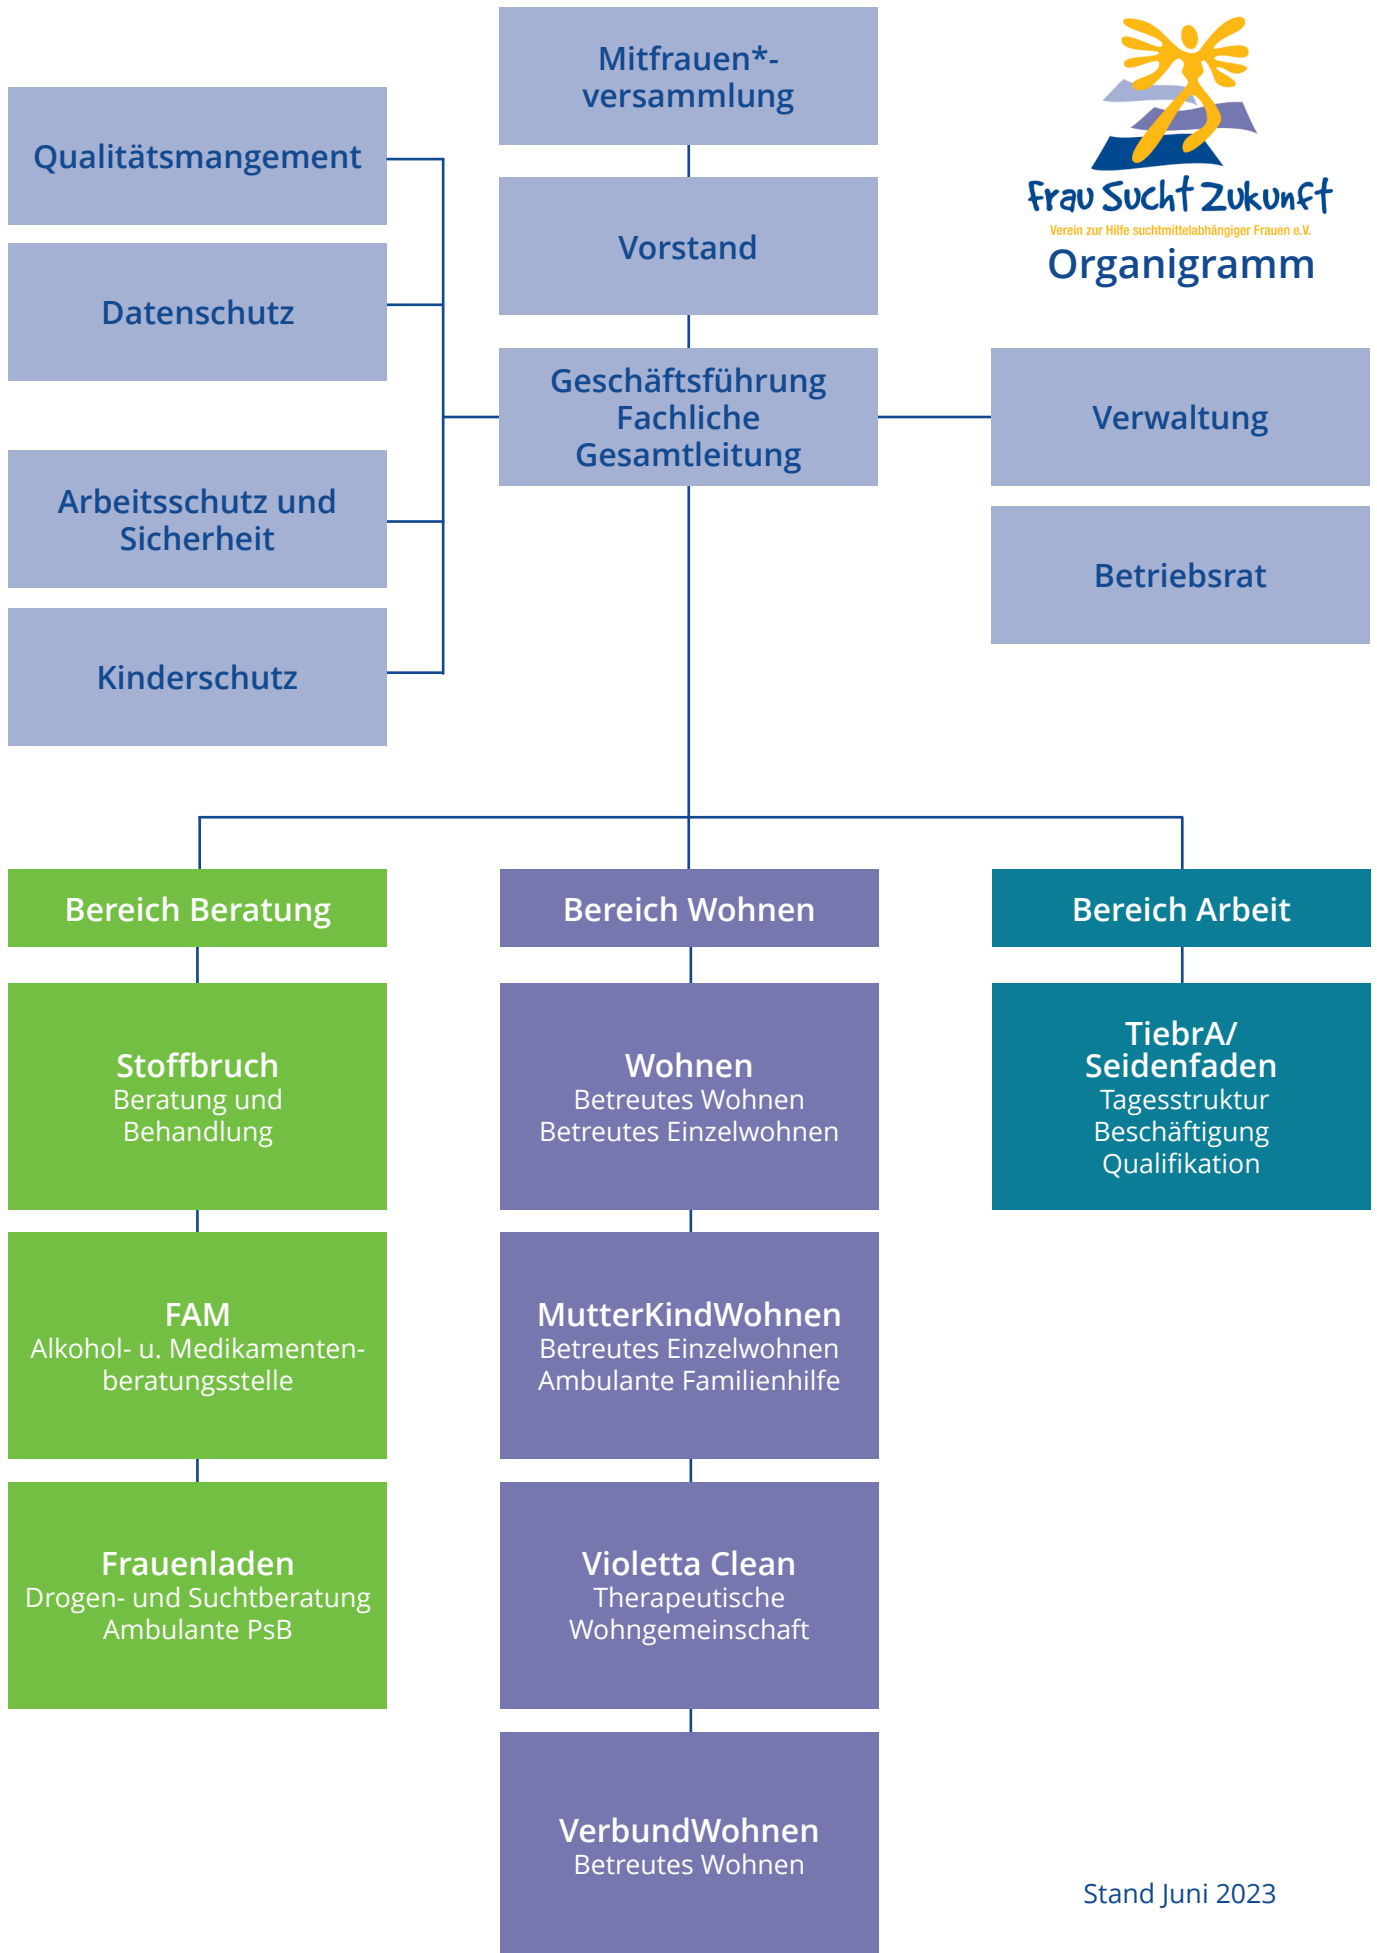 Mitfrauen*-
versammlung
Frau Sucht Zukunft
Verein zur Hilfe suchtmittelabhängiger Frauen e.V.
Organigramm
Qualitätsmangement
Vorstand
Datenschutz
Geschäftsführung
Fachliche
Gesamtleitung
Verwaltung
Arbeitsschutz und
Sicherheit
Betriebsrat
Kinderschutz
Bereich Beratung
Stoffbruch
Beratung und
Behandlung
FAM
Alkohol- u. Medikamenten-
beratungsstelle
Frauenladen
Drogen- und Suchtberatung
Ambulante PsB
Bereich Wohnen
Wohnen
Betreutes Wohnen
Betreutes Einzelwohnen
MutterKindWohnen
Betreutes Einzelwohnen
Ambulante Familienhilfe
Violetta Clean
Therapeutische
Wohngemeinschaft
VerbundWohnen
Betreutes Wohnen
Bereich Arbeit
TiebrA/
Seidenfaden
Tagesstruktur
Beschäftigung
Qualifikation
Stand Juni 2023